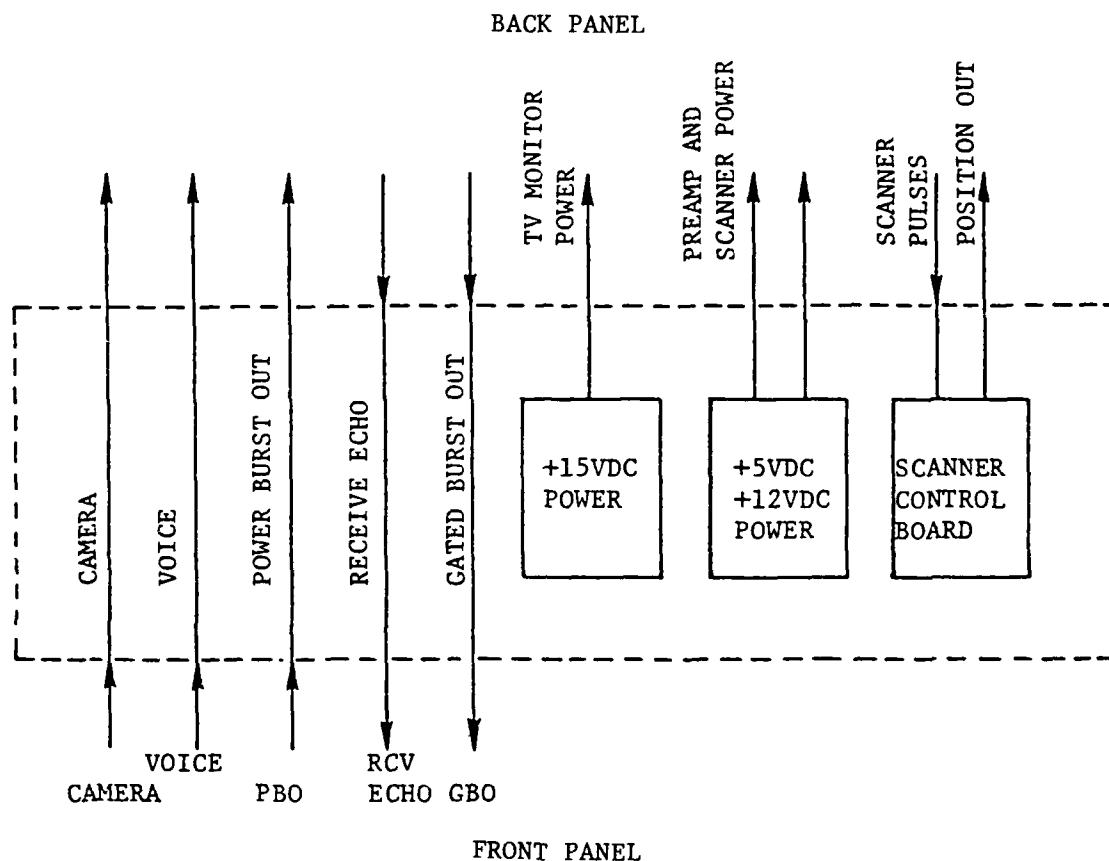 BACK PANEL
TV MONITOR
POWER
PREAMP AND
SCANNER POWER
SCANNER
PULSES
POSITION OUT
CAMERA
VOICE
POWER BURST OUT
RECEIVE ECHO
GATED BURST OUT
+15VDC
POWER
+5VDC
+12VDC
POWER
SCANNER
CONTROL
BOARD
VOICE
CAMERA
PBO
RCV
ECHO
GBO
FRONT PANEL